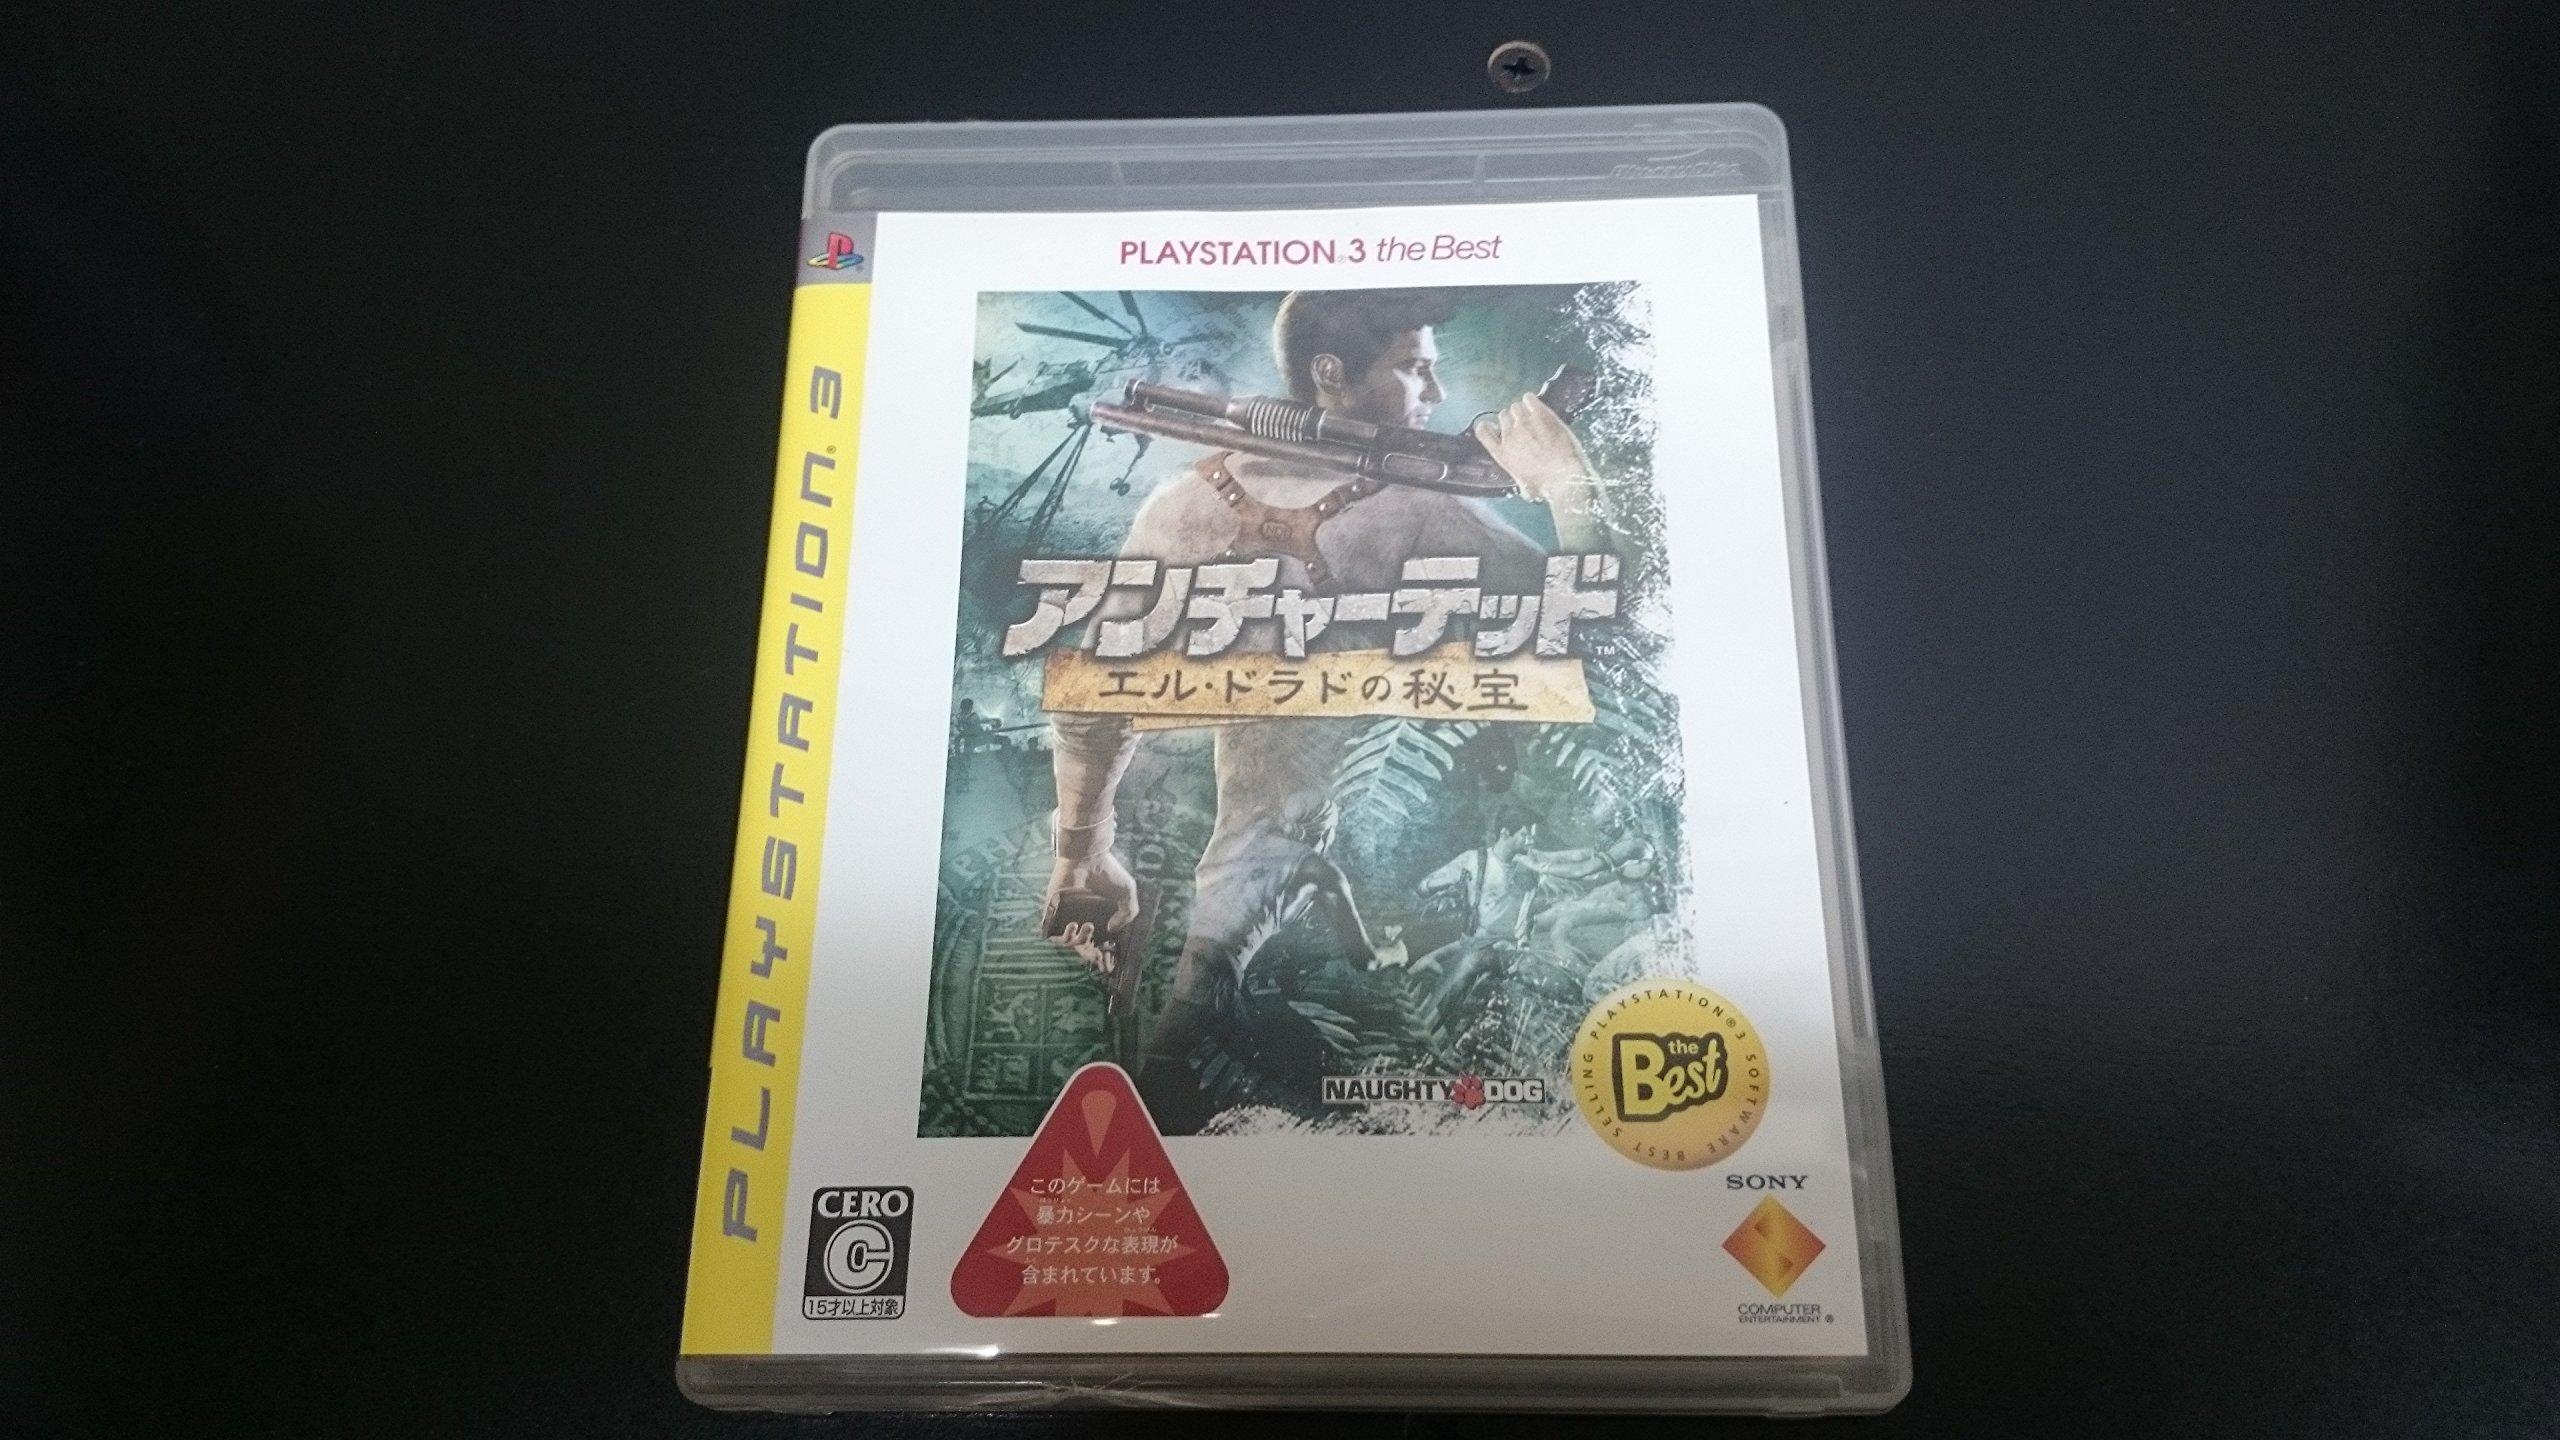 PLAYSTATION®3 the Best
PLAYSTATION®3
アンチャーテッド™
エル・ドラドの秘宝
NAUGHTY DOG
PLAYSTATION®3 SOFTWARE BEST SELLING
the Best
CERO
C
15才以上対象
このゲームには
暴力シーンや
グロテスクな表現が
含まれています。
SONY
COMPUTER
ENTERTAINMENT®